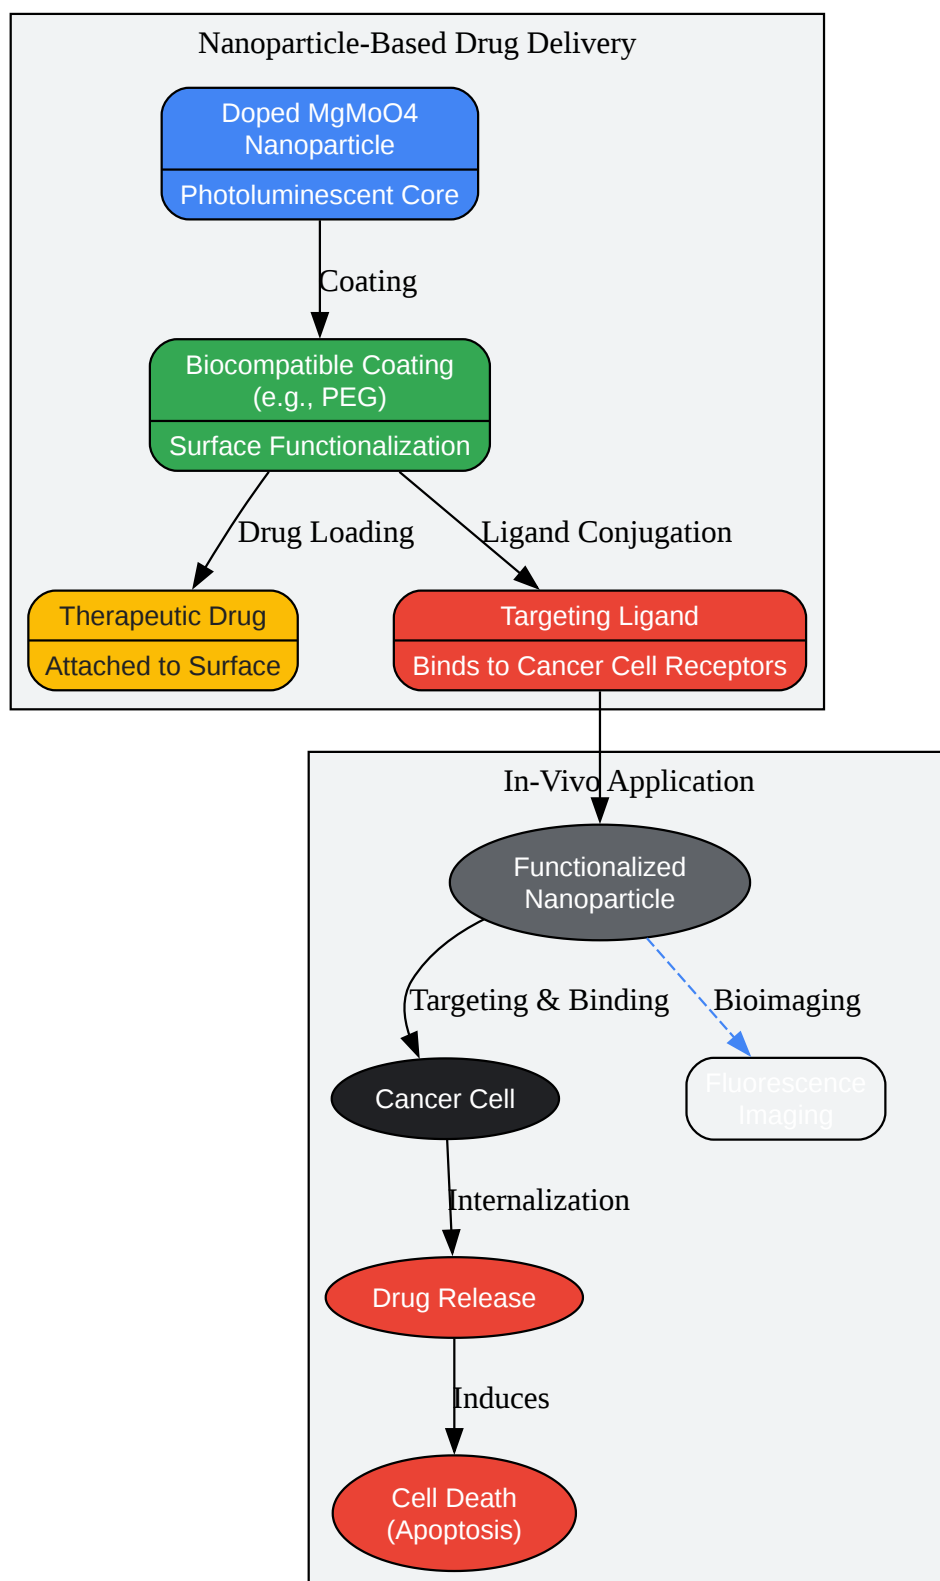 Nanoparticle-Based Drug Delivery
Doped MgMoO4
Nanoparticle
Photoluminescent Core
Coating
Biocompatible Coating
(e.g., PEG)
Surface Functionalization
Drug Loading
Ligand Conjugation
Therapeutic Drug
Attached to Surface
Targeting Ligand
Binds to Cancer Cell Receptors
In-Vivo Application
Functionalized
Nanoparticle
Targeting & Binding
Bioimaging
Cancer Cell
Fluorescence
Imaging
Internalization
Drug Release
Induces
Cell Death
(Apoptosis)